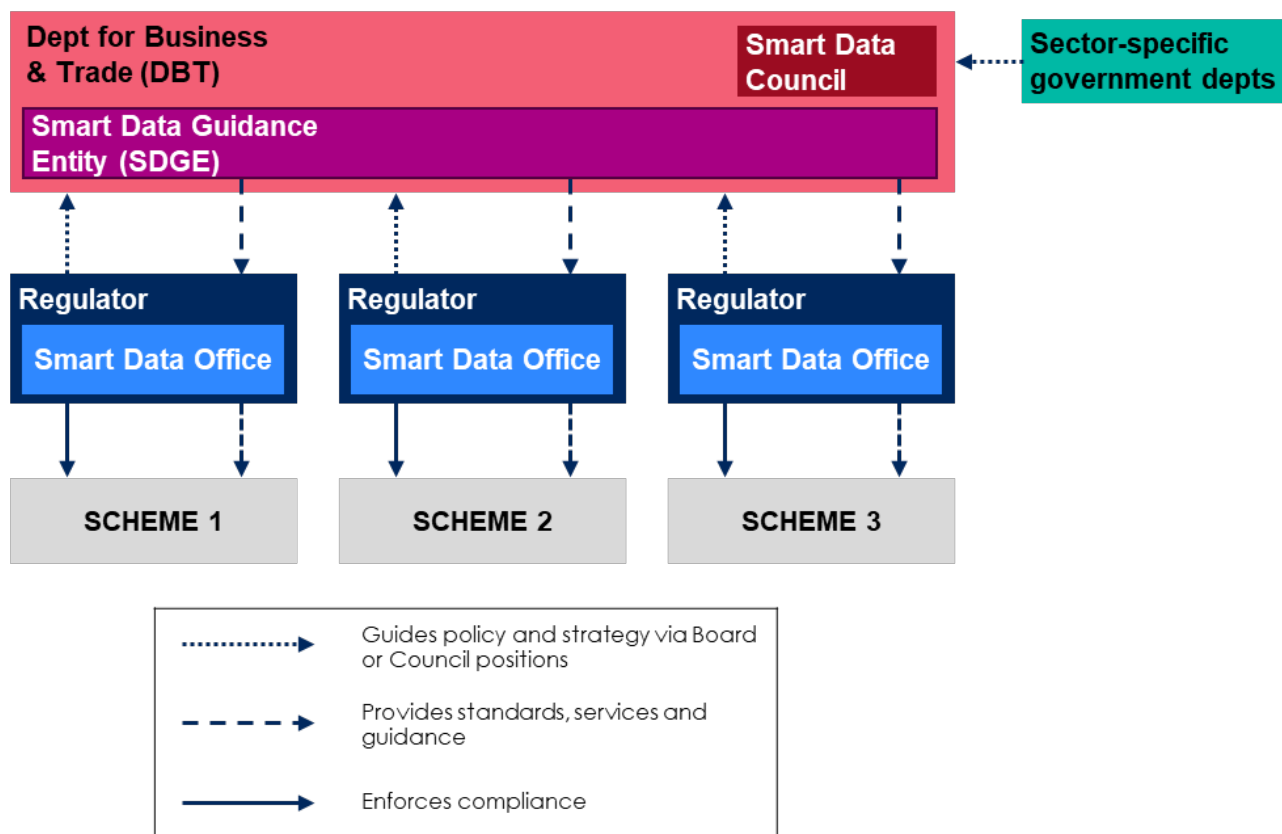 Dept for Business
& Trade (DBT)
Smart Data
Council
Sector-specific
government depts
Smart Data Guidance
Entity (SDGE)
Regulator
Smart Data Office
Regulator
Smart Data Office
Regulator
Smart Data Office
SCHEME 1
SCHEME 2
SCHEME 3
Guides policy and strategy via Board
or Council positions
Provides standards, services and
guidance
Enforces compliance